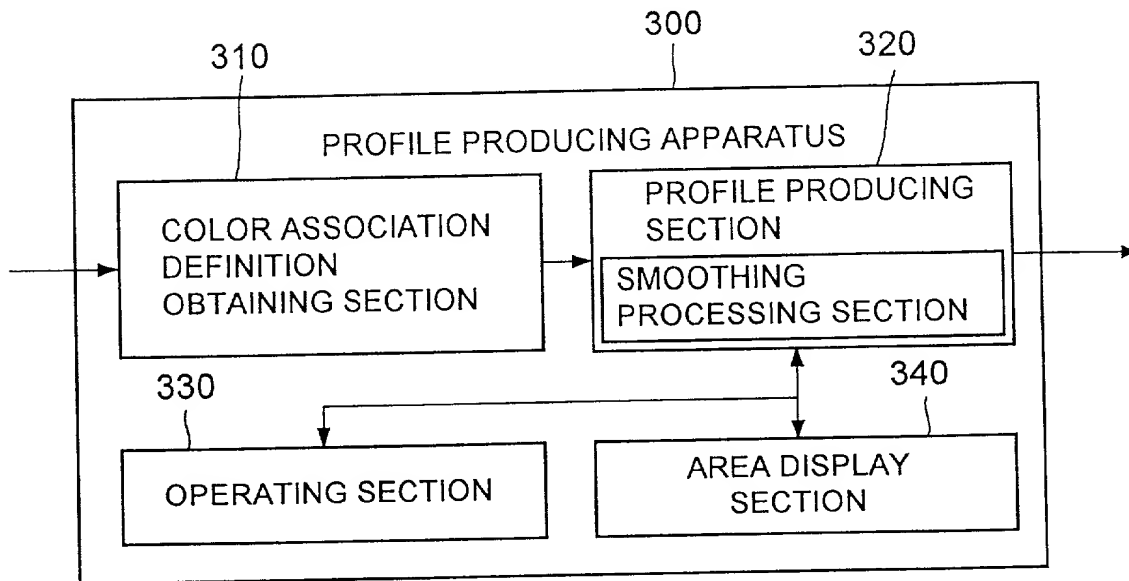 300
310
320
PROFILE PRODUCING APPARATUS
COLOR ASSOCIATION
DEFINITION
OBTAINING SECTION
PROFILE PRODUCING
SECTION
SMOOTHING
PROCESSING SECTION
330
340
OPERATING SECTION
AREA DISPLAY
SECTION